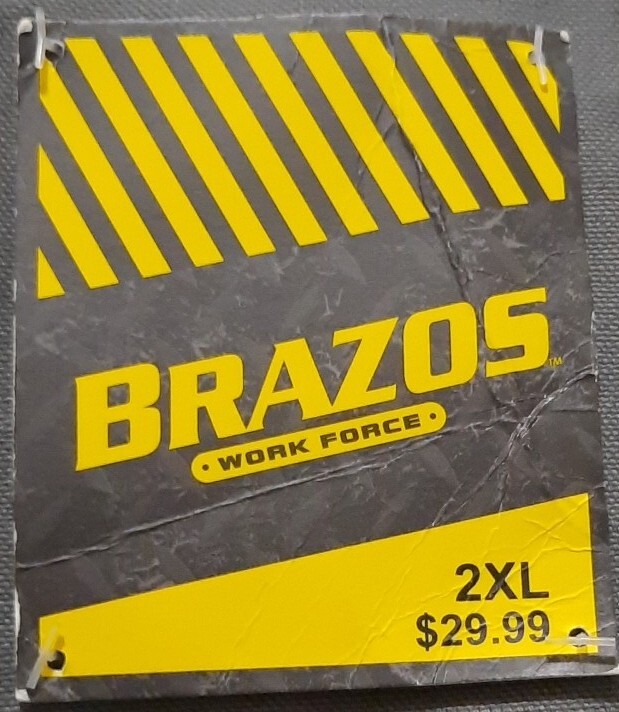 BRAZOS™
• WORK FORCE •
2XL
$29.99